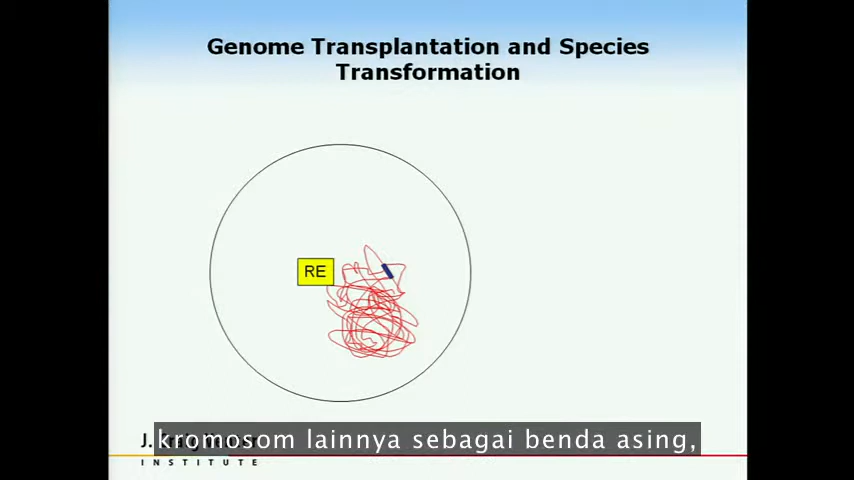 Genome Transplantation and Species
Transformation
RE
kromosom lainnya sebagai benda asing,
J.
INSTITUTE